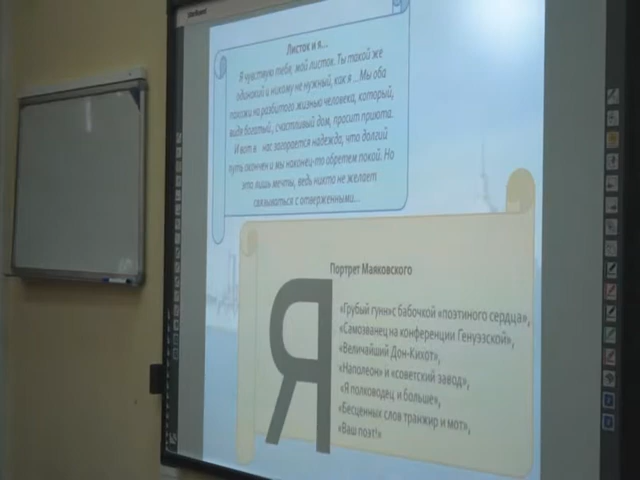 Листок и я...
Я чувствую тебя, мой листок. Ты такой же
одинокий и никому не нужный, как я ... Мы оба
похожи на разбитого жизнью человека, который,
видя богатый, счастливый дом, просит приюта.
И вот в нас загорается надежда, что долгий
путь окончен и мы наконец-то обретем покой. Но
это лишь мечты, ведь никто не желает
связываться с отверженными...
Портрет Маяковского
Я
«Грубый гунн»с бабочкой «поэтиного сердца»,
«Самозванец на конференции Генуэзской»,
«Величайший Дон-Кихот»,
«Наполеон» и «советский завод»,
«Я полководец и больше»,
«Бесценных слов транжир и мот»,
«Ваш поэт!»